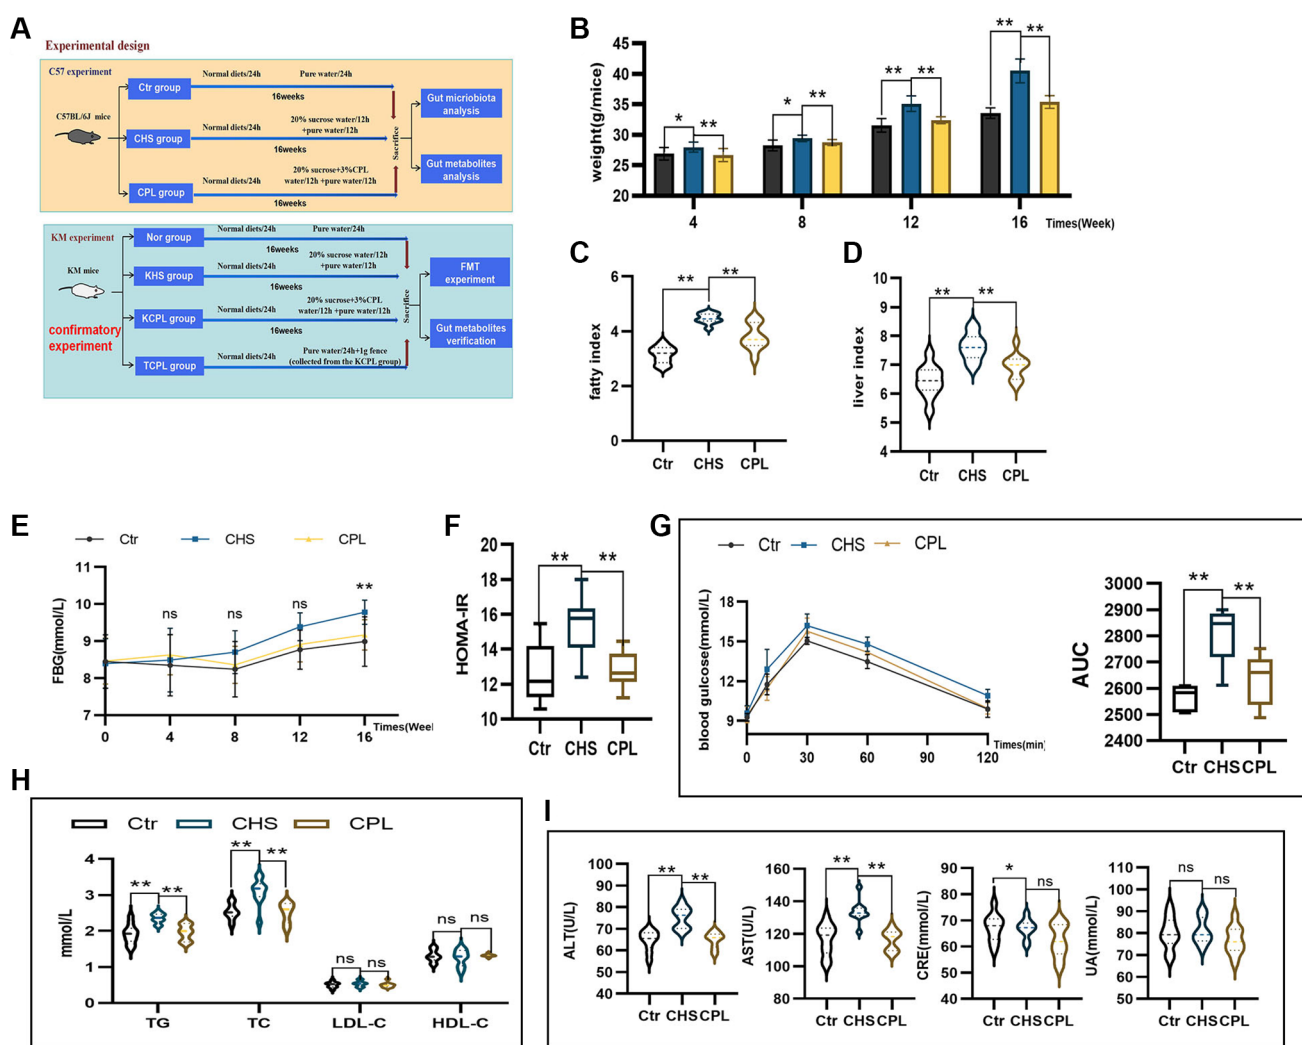 A
Experimental design
C57 experiment
C57BL/6J mice
Ctr group
Normal diets/24h
Pure water/24h
16weeks
CHS group
Normal diets/24h
20% sucrose water/12h
+pure water/12h
16weeks
CPL group
Normal diets/24h
20% sucrose+3%CPL
water/12h +pure water/12h
16weeks
Sacrifice
Gut microbiota
analysis
Gut metabolites
analysis
KM experiment
KM mice
confirmatory
experiment
Nor group
Normal diets/24h
Pure water/24h
16weeks
KHS group
Normal diets/24h
20% sucrose water/12h
+pure water/12h
16weeks
KCPL group
Normal diets/24h
20% sucrose+3%CPL
water/12h +pure water/12h
16weeks
TCPL group
Normal diets/24h
Pure water/24h+1g fence
(collected from the KCPL group)
Sacrifice
FMT
experiment
Gut metabolites
verification
B
weight(g/mice)
45
40
35
30
25
20
* ** * ** ** ** ** **
4 8 12 16 Times(Week)
C
fatty index
6
4
2
0
** **
Ctr CHS CPL
D
liver index
10
9
8
7
6
5
4
** **
Ctr CHS CPL
E
Ctr CHS CPL
FBG(mmol/L)
11
10
9
8
7
ns ns ns **
0 4 8 12 16 Times(Weel
F
HOMA-IR
20
18
16
14
12
10
** **
Ctr CHS CPL
G
Ctr CHS CPL
blood gulcose(mmol/L)
18
15
12
9
0 30 60 90 120 Times(min)
AUC
3000
2900
2800
2700
2600
2500
2400
** **
Ctr CHS CPL
H
Ctr CHS CPL
mmol/L
4
3
2
1
0
** ** ** ** ns ns ns ns
TG TC LDL-C HDL-C
I
ALT(U/L)
100
90
80
70
60
50
40
** **
Ctr CHS CPL
AST(U/L)
160
140
120
100
80
** **
Ctr CHS CPL
CRE(mmol/L)
100
90
80
70
60
50
40
* ns
Ctr CHS CPL
UA(mmol/L)
110
100
90
80
70
60
50
ns ns
Ctr CHS CPL